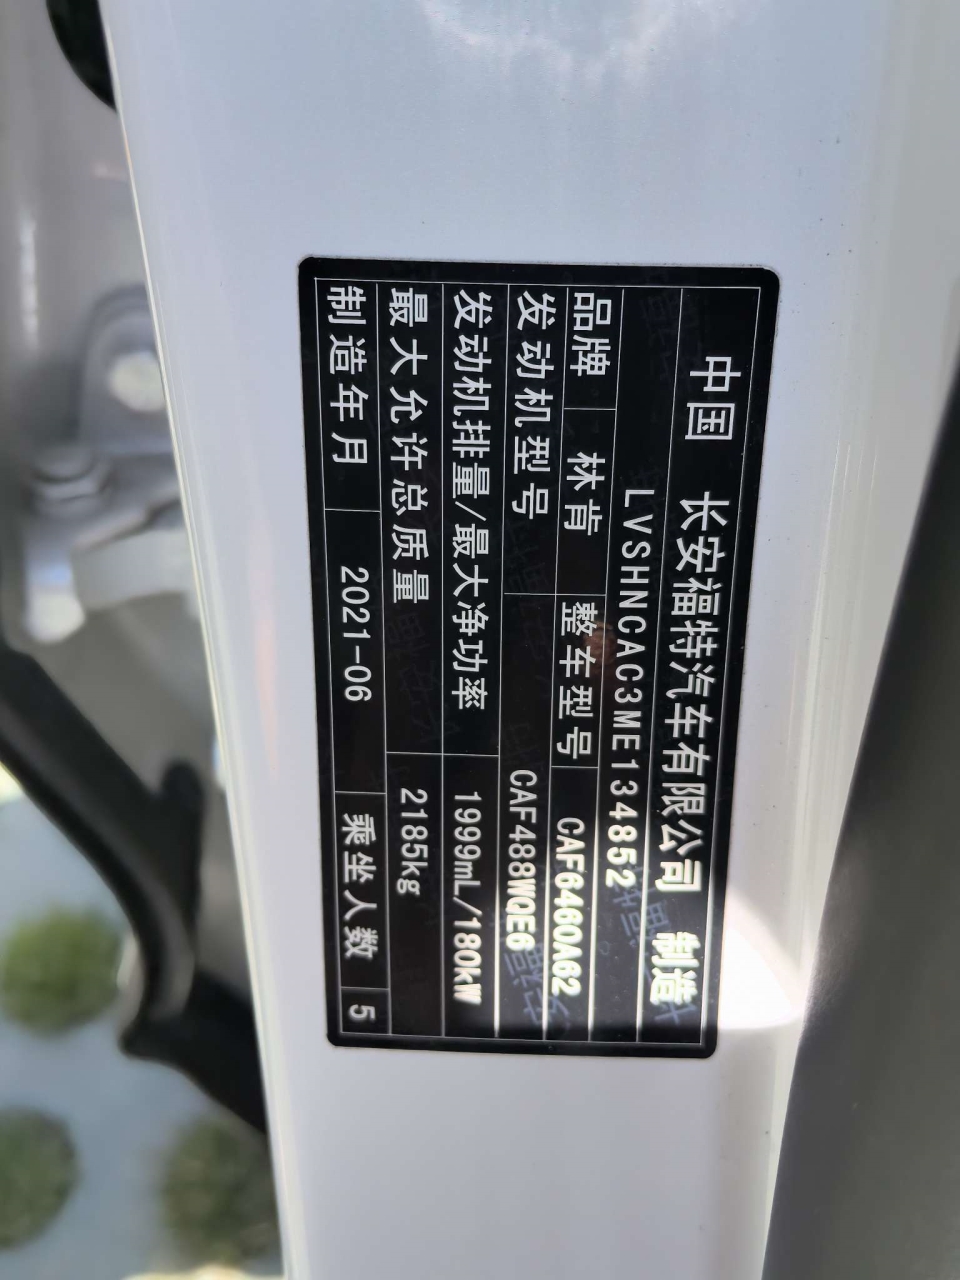 中国 长安福特汽车有限公司 制造
LVSHNCAC3ME134852
品牌 林肯 整车型号 CAF6460A62
发动机型号 CAF488WQE6
发动机排量/最大净功率 1999mL/180kW
最大允许总质量 2185kg
制造年月 2021-06 乘坐人数 5